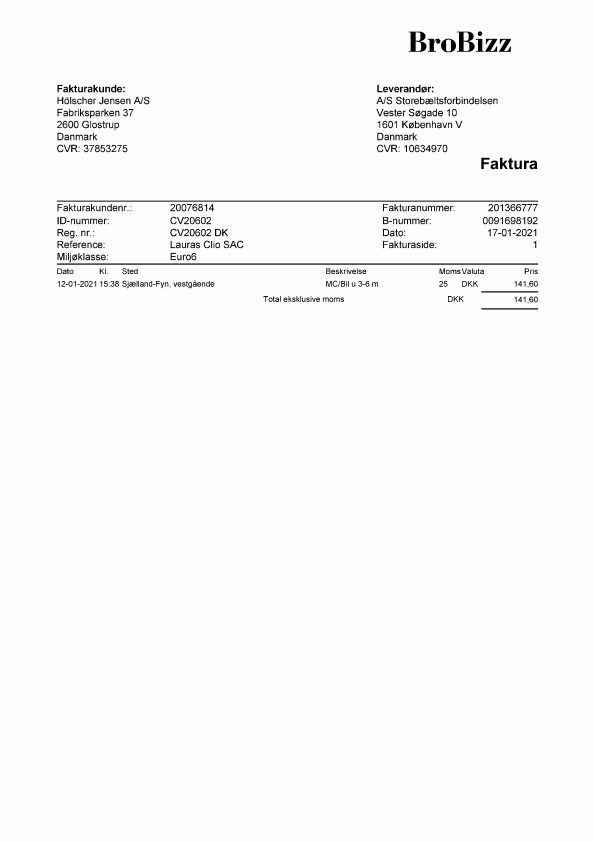 BroBizz
Fakturakunde:
Hölscher Jensen A/S
Fabriksparken 37
2600 Glostrup
Danmark
CVR: 37853275
Leverandør:
A/S Storebæltsforbindelsen
Vester Søgade 10
1601 København V
Danmark
CVR: 10634970
Faktura
Fakturakundenr.: 20076814 Fakturanummer: 201366777
ID-nummer: CV20602 B-nummer: 0091698192
Reg. nr.: CV20602 DK Dato: 17-01-2021
Reference: Lauras Clio SAC Fakturaside: 1
Miljøklasse: Euro6
Dato Kl. Sted Beskrivelse Moms Valuta Pris
12-01-2021 15:38 Sjælland-Fyn, vestgående MC/Bil u 3-6 m 25 DKK 141,60
Total eksklusive moms DKK 141,60